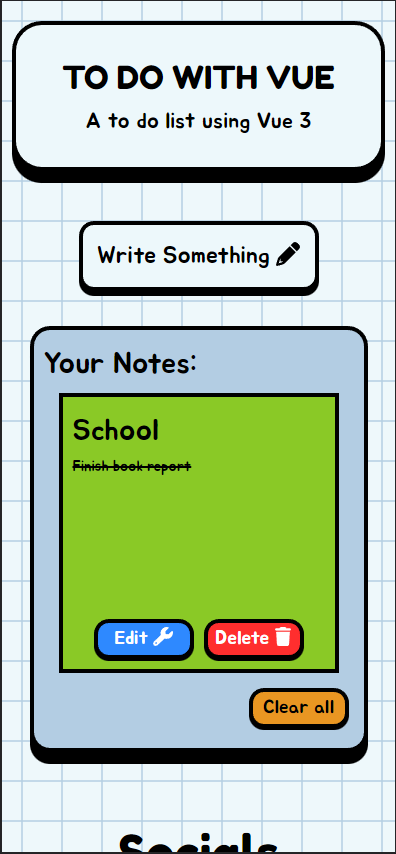 TO DO WITH VUE
A to do list using Vue 3
Write Something
Your Notes:
School
Finish book report
Edit
Delete
Clear all
Socials